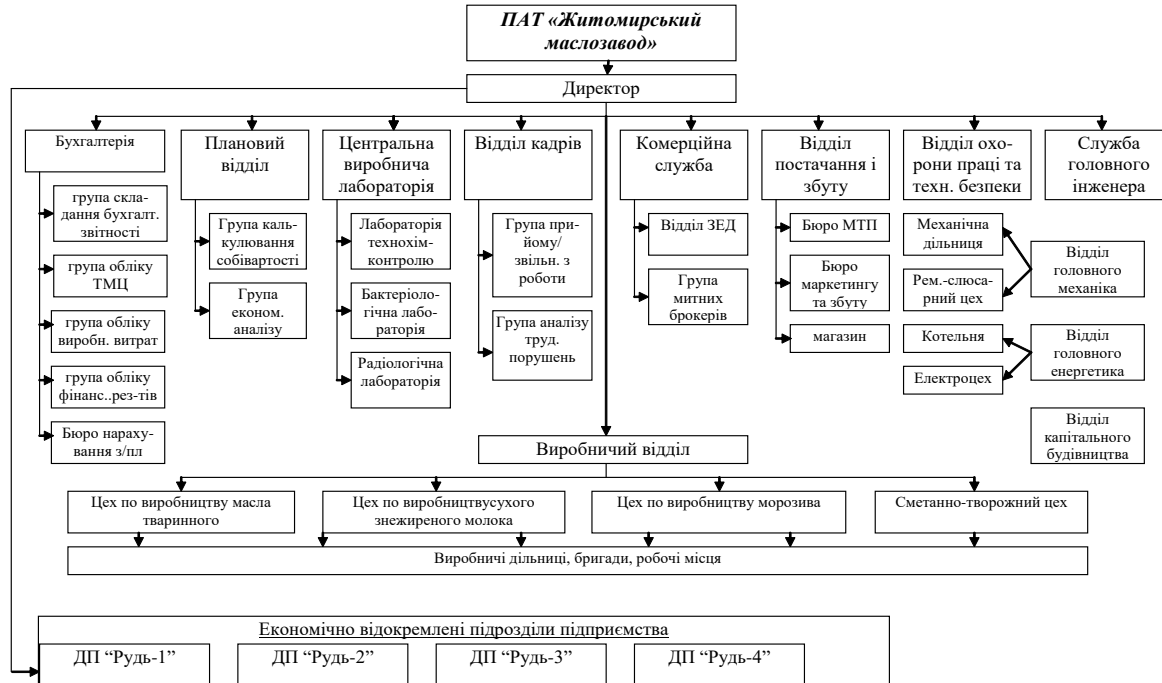 ПАТ «Житомирський
маслозавод»
Директор
Бухгалтерія
Плановий
відділ
Центральна
виробнича
лабораторія
Відділ кадрів
Комерційна
служба
Відділ
постачання і
збуту
Відділ охо-
рони праці та
техн. безпеки
Служба
головного
інженера
група скла-
дання бухгалт.
звітності
група обліку
ТМЦ
група обліку
виробн. витрат
група обліку
фінанс..рез-тів
Бюро нараху-
вання з/пл
Група каль-
кулювання
собівартості
Група
економ.
аналізу
Лабораторія
технохім-
контролю
Бактеріоло-
гічна лабо-
раторія
Радіологічна
лабораторія
Група при-
йому/
звільн. з
роботи
Група аналізу
труд.
порушень
Відділ ЗЕД
Група
митних
брокерів
Бюро МТП
Бюро
маркетингу
та збуту
магазин
Механічна
дільниця
Рем.-слюса-
рний цех
Котельня
Електроцех
Відділ
головного
механіка
Відділ
головного
енергетика
Відділ
капітального
будівництва
Виробничий відділ
Цех по виробництву масла
тваринного
Цех по виробництвусухого
знежиреного молока
Цех по виробництву морозива
Сметанно-творожний цех
Виробничі дільниці, бригади, робочі місця
Економічно відокремлені підрозділи підприємства
ДП “Рудь-1”
ДП “Рудь-2”
ДП “Рудь-3”
ДП “Рудь-4”